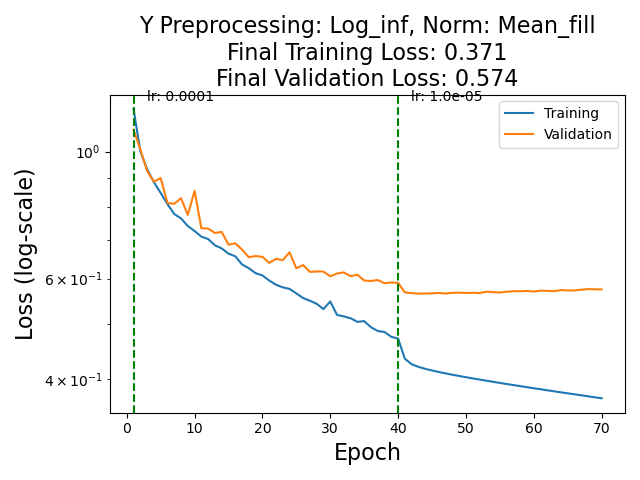 Y Preprocessing: Log_inf, Norm: Mean_fill
Final Training Loss: 0.371
Final Validation Loss: 0.574
lr: 0.0001
lr: 1.0e-05
Training
Validation
10⁰
6 × 10⁻¹
4 × 10⁻¹
Loss (log-scale)
0 10 20 30 40 50 60 70
Epoch